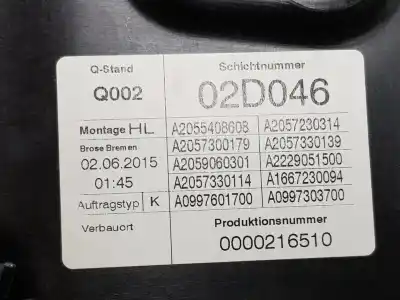 Q-Stand Schichtnummer
Q002 02D046
Montage HL A2055408608 A2057230314
Brose Bremen A2057300179 A2057330139
02.06.2015 A2059060301 A2229051500
01:45 A2057330114 A1667230094
Auftragstyp K A0997601700 A0997303700
Verbauort Produktionsnummer
0000216510